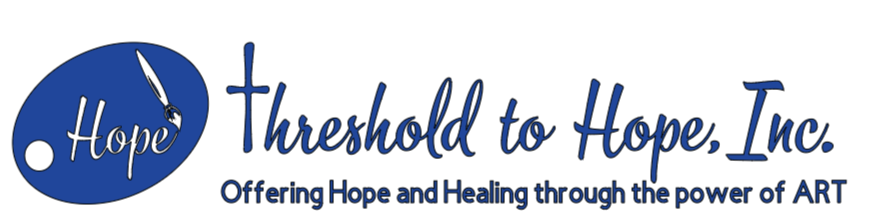 Hope
Threshold to Hope, Inc.
Offering Hope and Healing through the power of ART